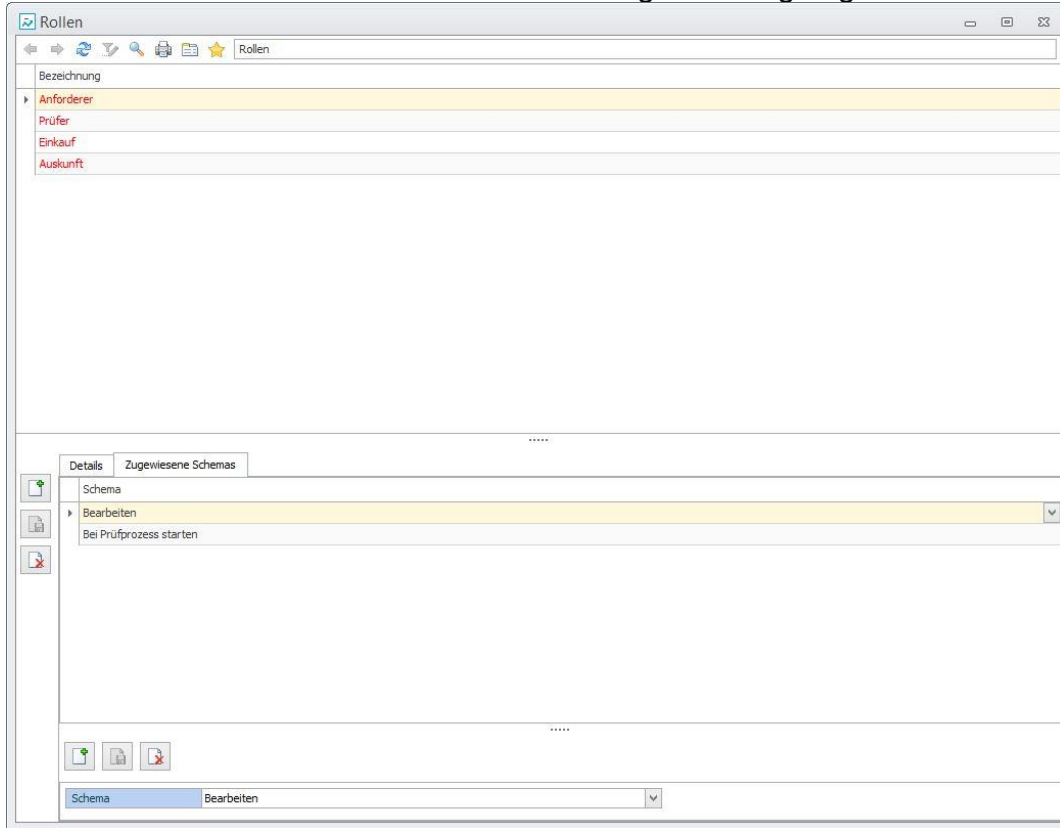 Rollen
Rollen
Bezeichnung
Anforderer
Prüfer
Einkauf
Auskunft
Details Zugewiesene Schemas
Schema
Bearbeiten
Bei Prüfprozess starten
Schema Bearbeiten